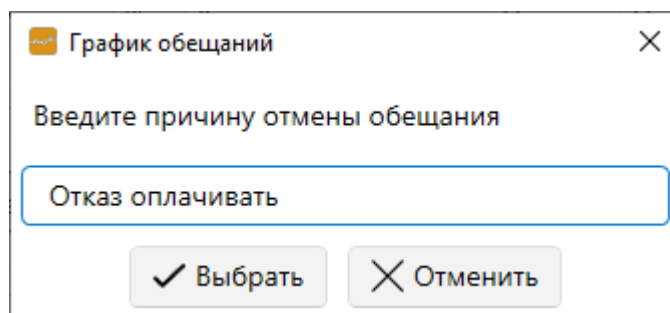 График обещаний
Введите причину отмены обещания
Отказ оплачивать
Выбрать Отменить